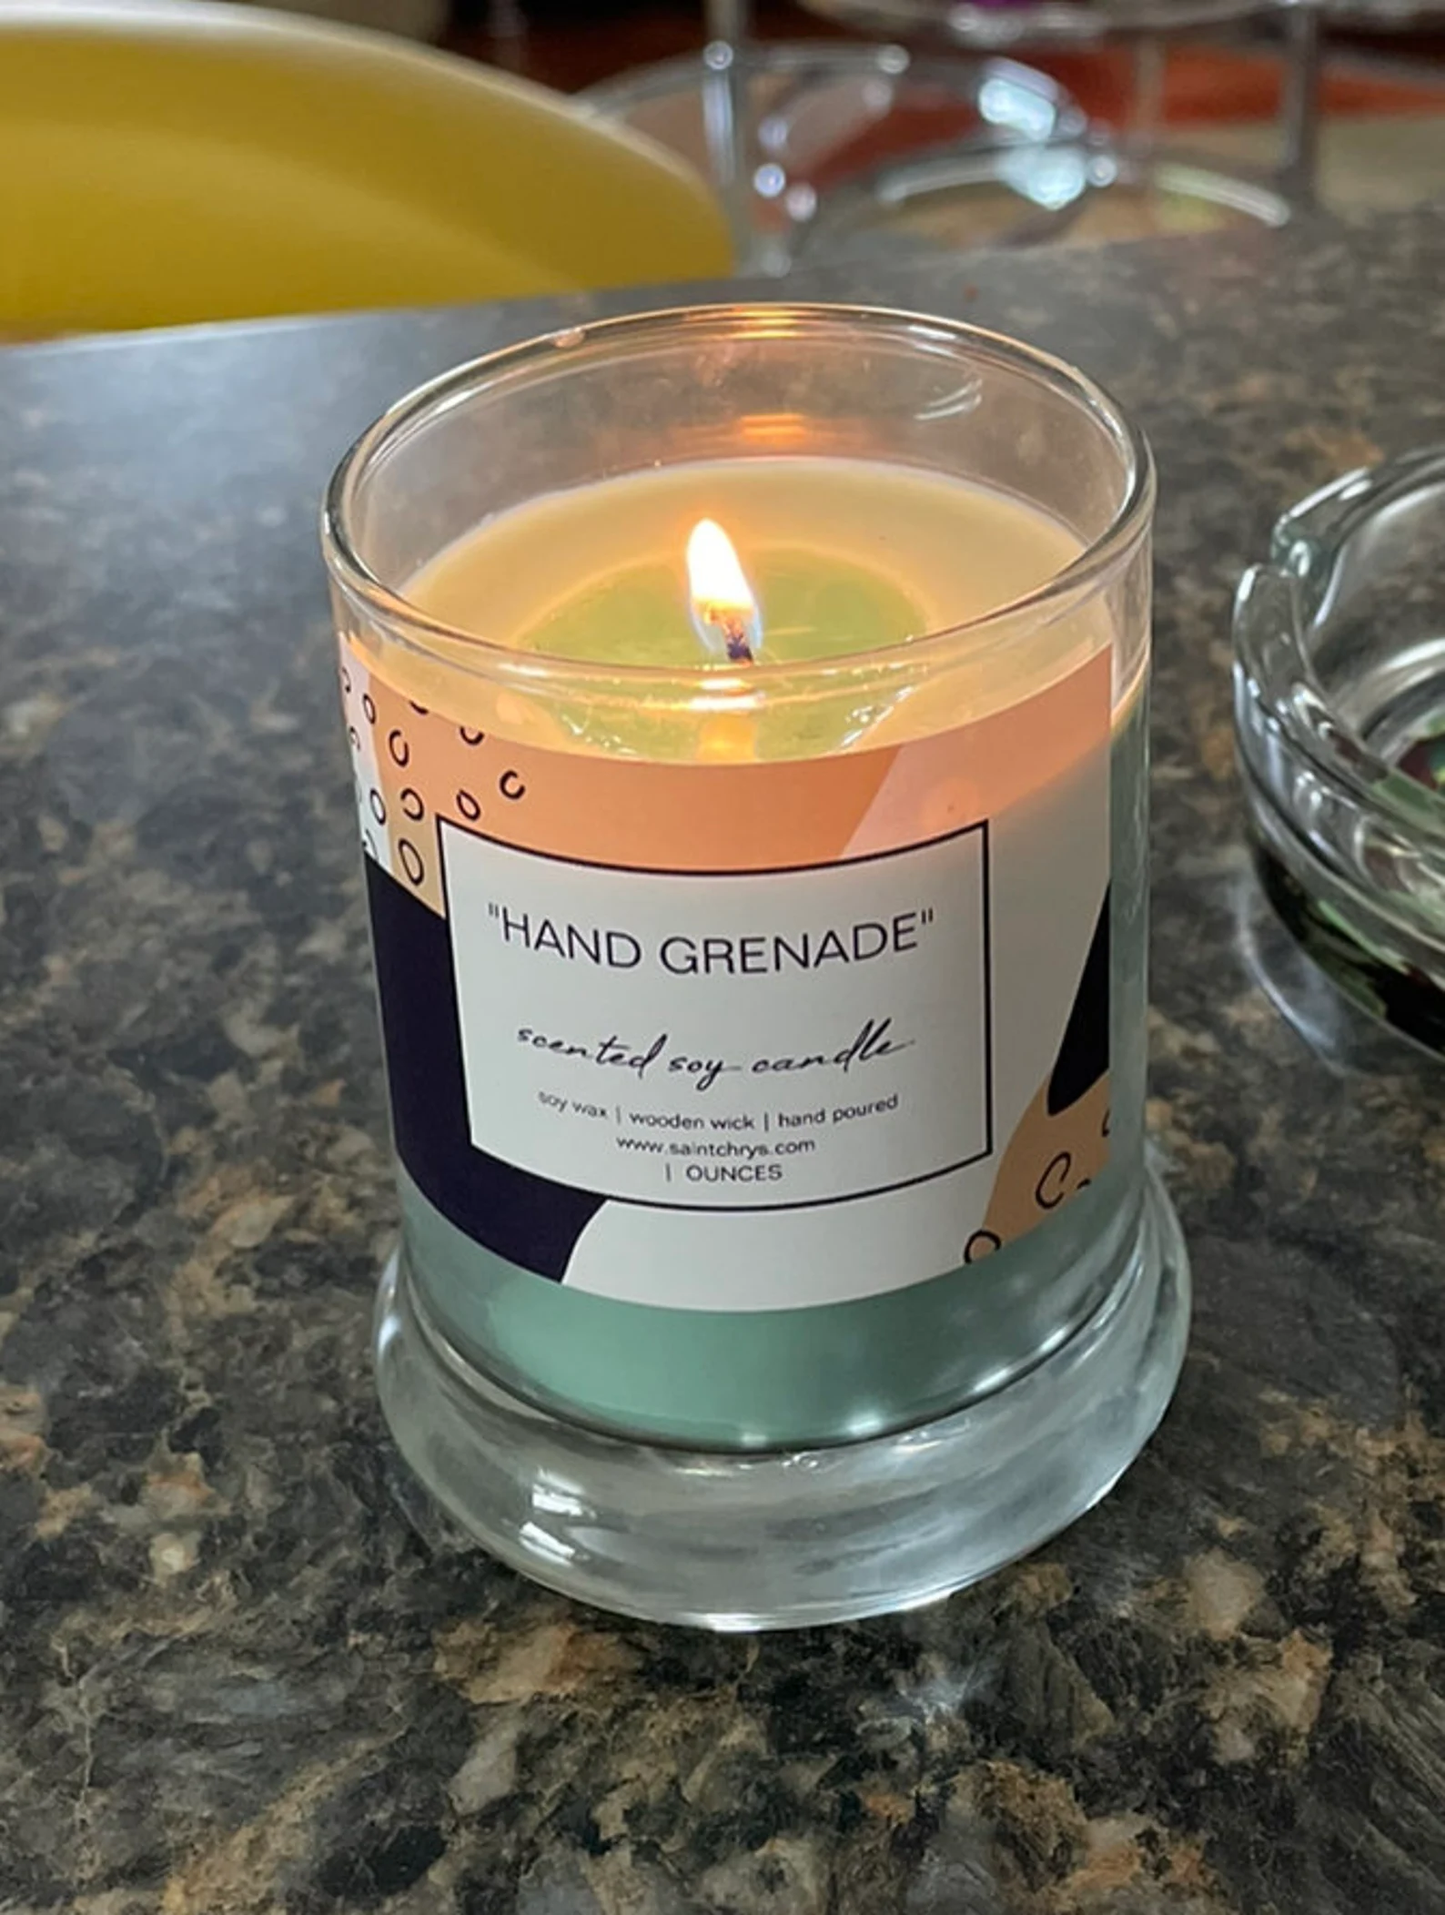 "HAND GRENADE"
scented soy candle
soy wax | wooden wick | hand poured
www.saintchrys.com
| OUNCES